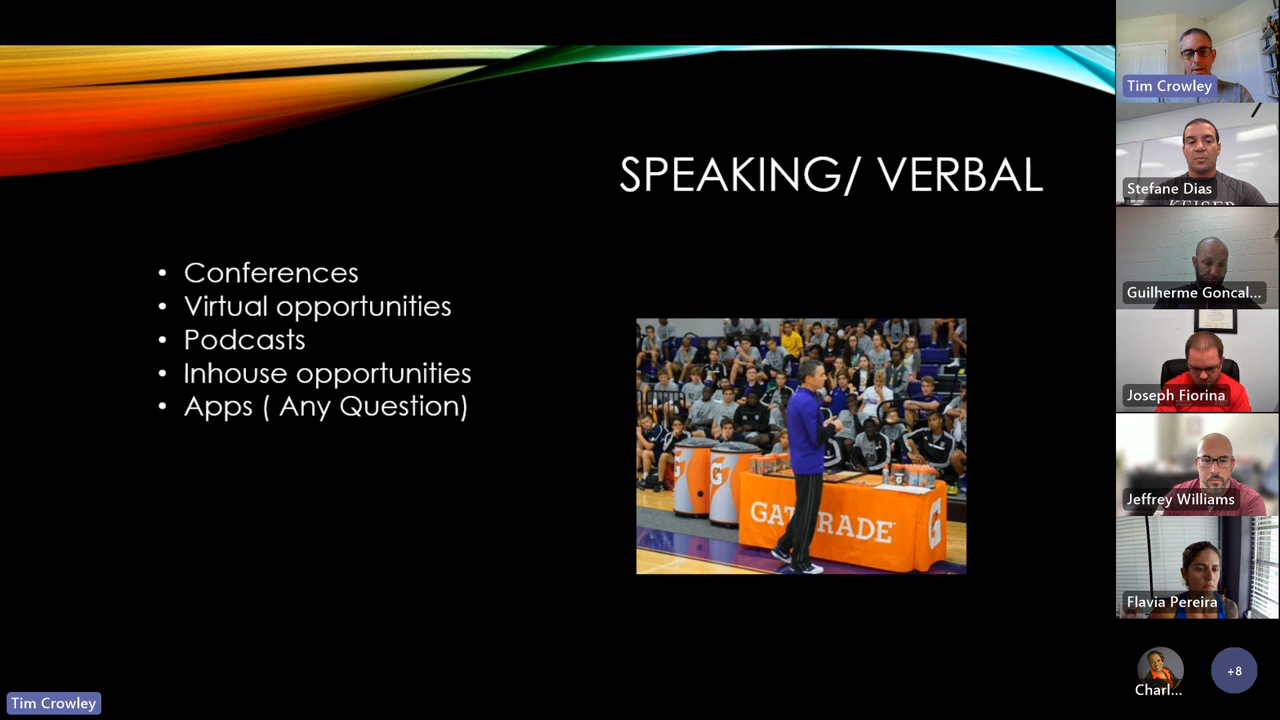 SPEAKING/ VERBAL
• Conferences
• Virtual opportunities
• Podcasts
• Inhouse opportunities
• Apps ( Any Question)
G
G
GATORADE
G
Tim Crowley
Stefane Dias
KEISER
Guilherme Goncal...
Joseph Fiorina
Jeffrey Williams
Flavia Pereira
Charl...
+8
Tim Crowley